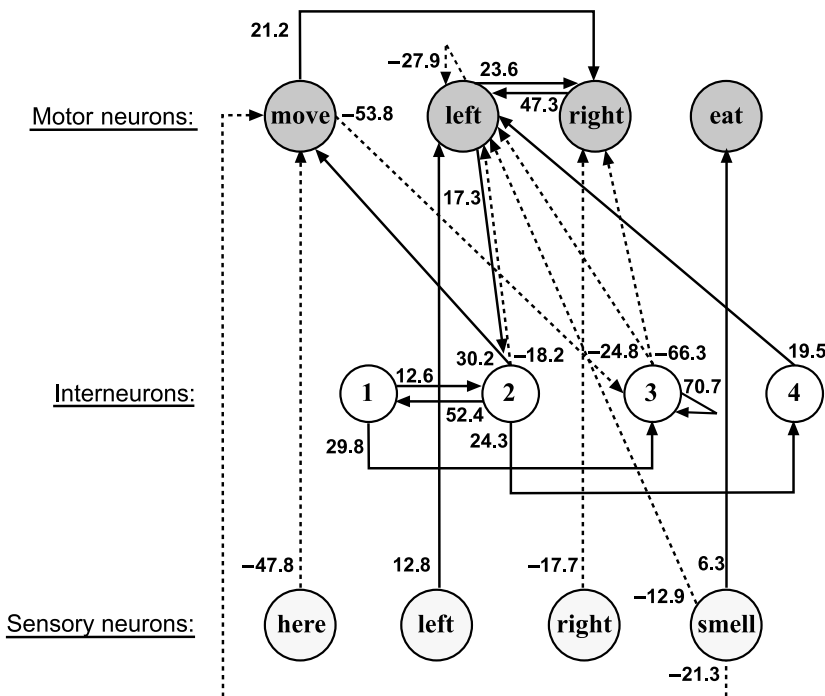 21.2
−27.9
23.6
Motor neurons:
move
−53.8
left
47.3
right
eat
17.3
30.2
−18.2
−24.8
−66.3
19.5
Interneurons:
1
12.6
2
3
70.7
4
52.4
29.8
24.3
−47.8
12.8
−17.7
−12.9
6.3
Sensory neurons:
here
left
right
smell
−21.3